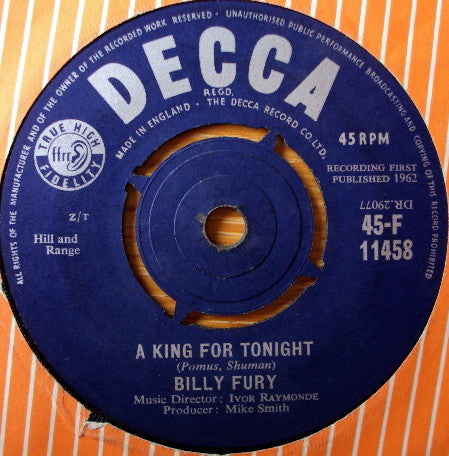 ALL RIGHTS OF THE MANUFACTURER AND OF THE OWNER OF THE RECORDED WORK RESERVED • UNAUTHORISED PUBLIC PERFORMANCE BROADCASTING AND COPYING OF THIS RECORD PROHIBITED
DECCA
REGD.
MADE IN ENGLAND • THE DECCA RECORD CO. LTD.
TRUE HIGH
ffrr
FIDELITY
45 RPM
RECORDING FIRST
PUBLISHED 1962
DR.29077
Z/T
Hill and
Range
45-F
11458
A KING FOR TONIGHT
(Pomus, Shuman)
BILLY FURY
Music Director : IVOR RAYMONDE
Producer : Mike Smith